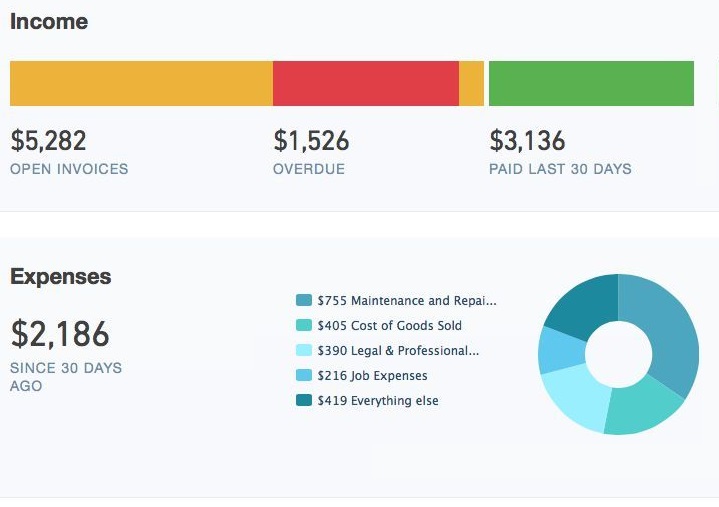 Income
$5,282
$1,526
$3,136
OPEN INVOICES
OVERDUE
PAID LAST 30 DAYS
Expenses
$2,186
SINCE 30 DAYS
AGO
$755 Maintenance and Repai...
$405 Cost of Goods Sold
$390 Legal & Professional...
$216 Job Expenses
$419 Everything else